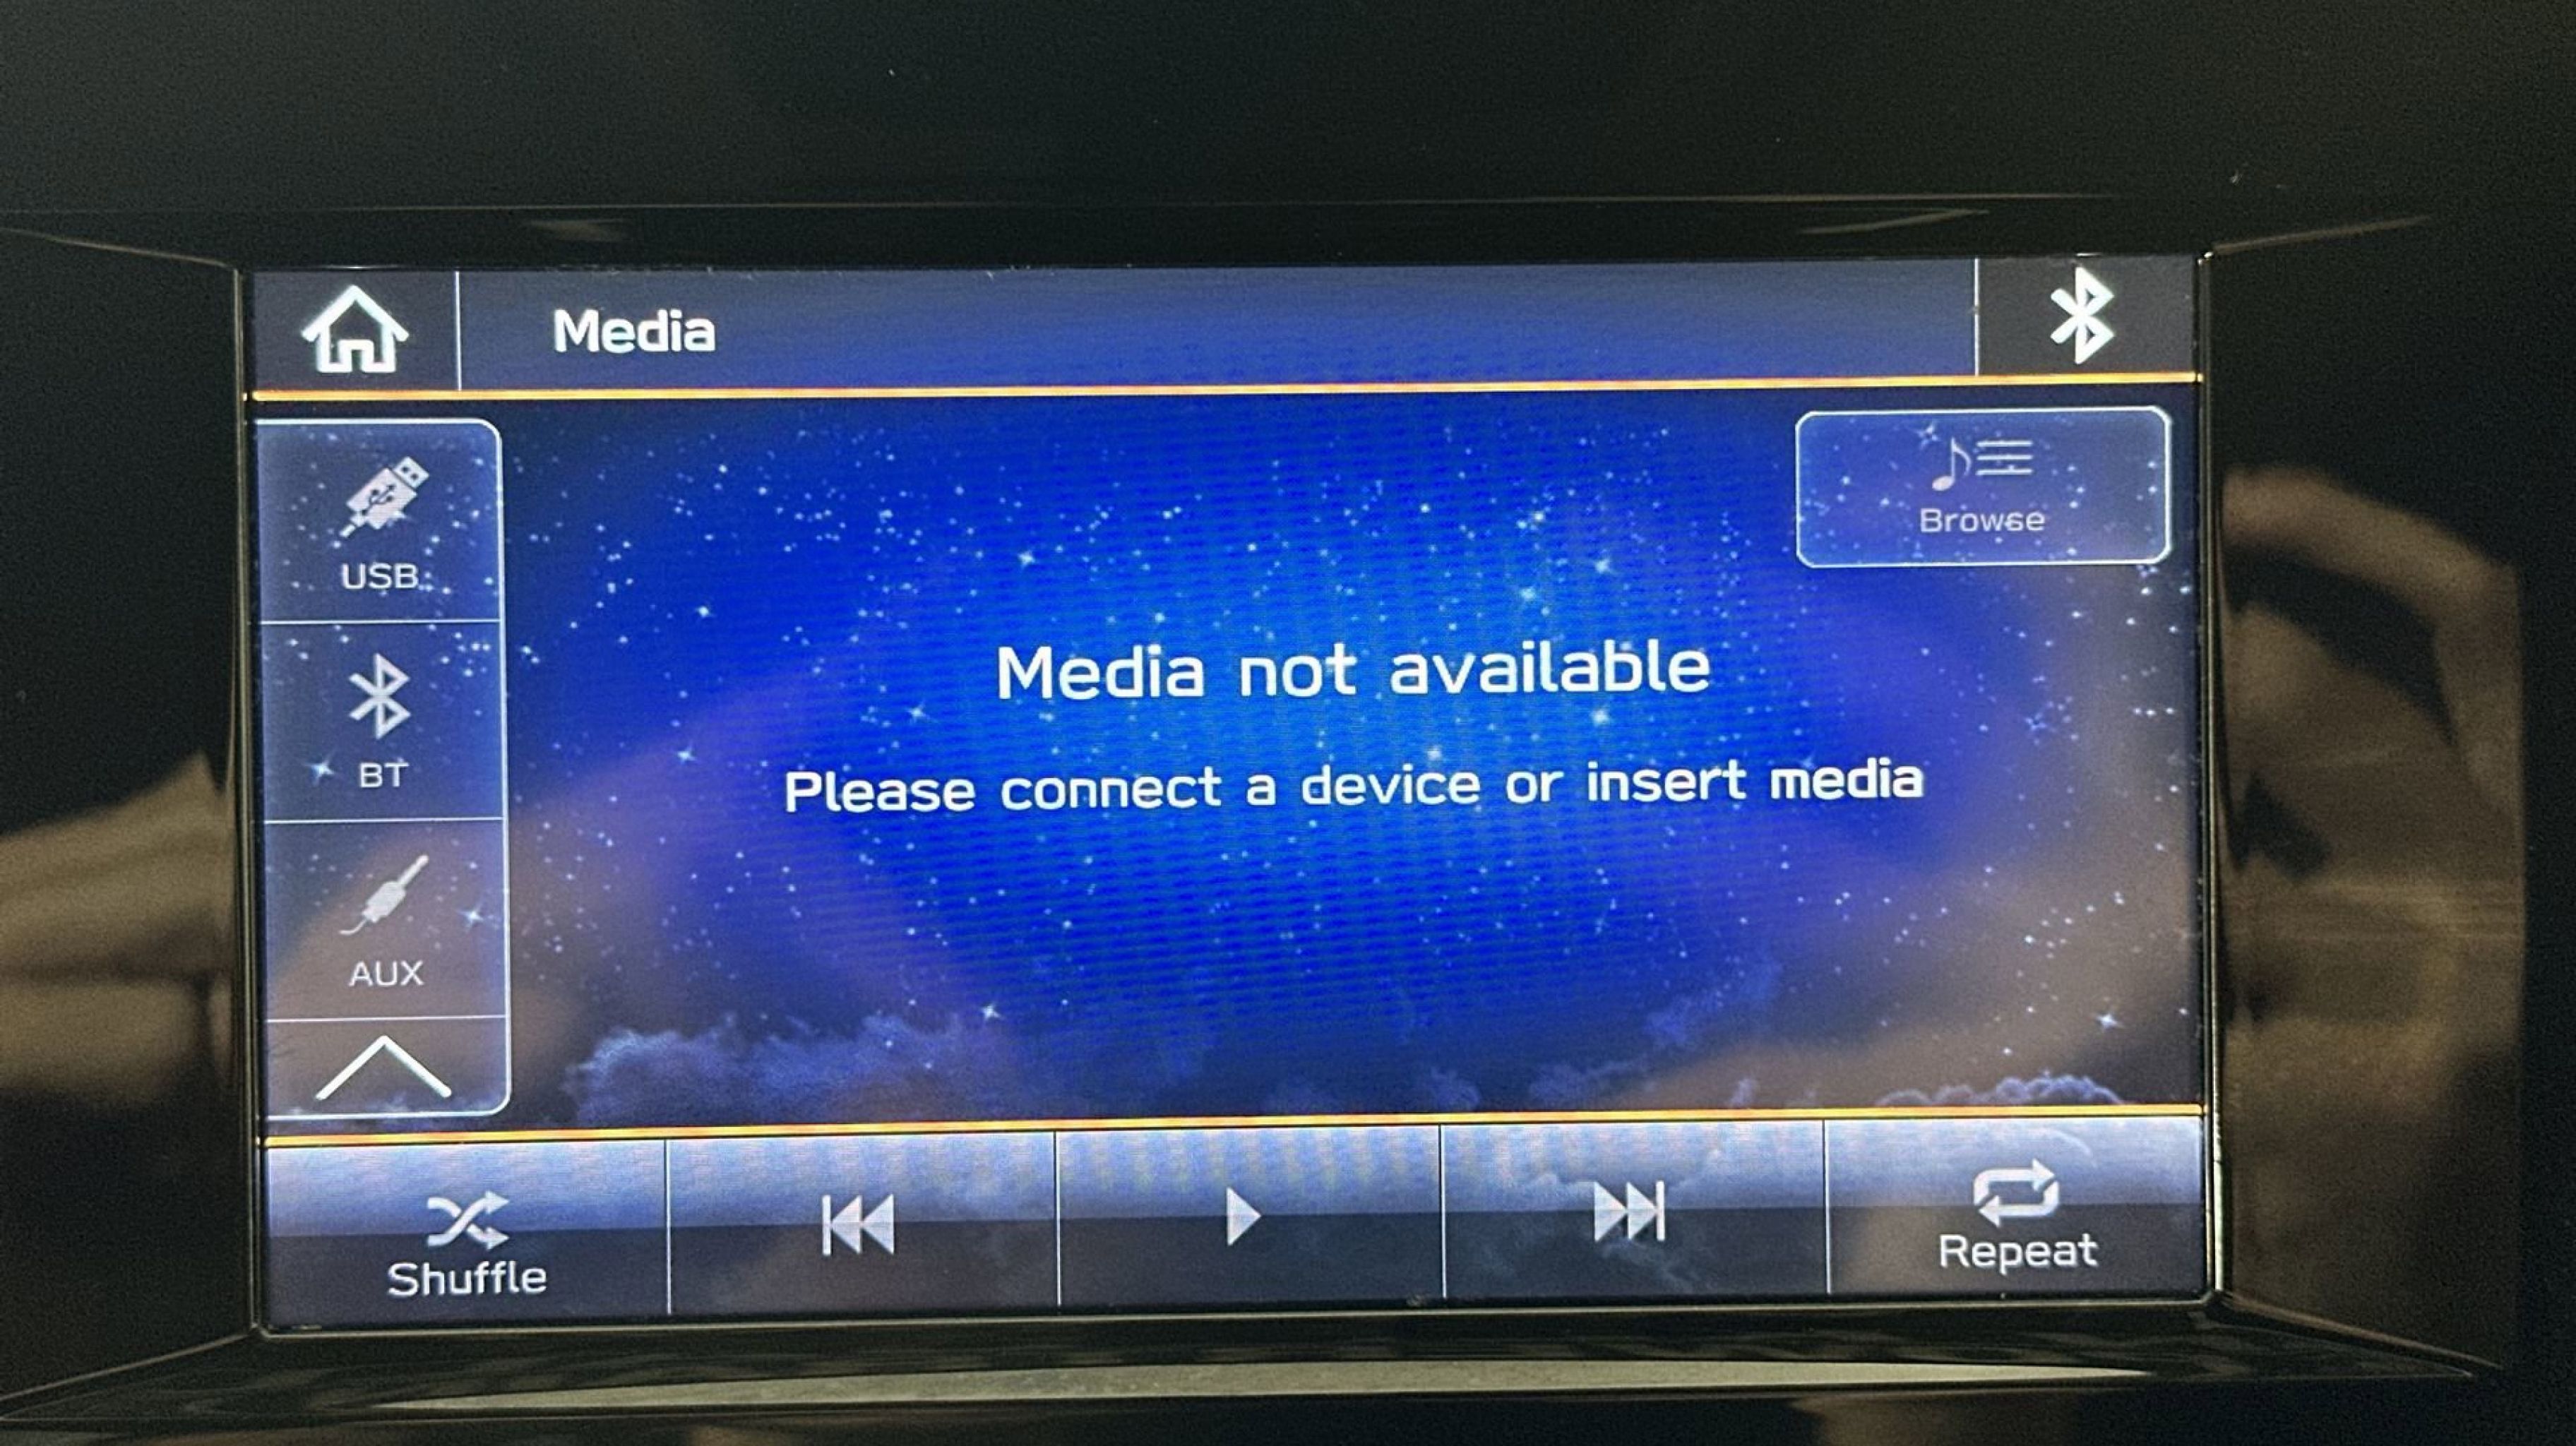 Media
USB
Browse
BT
AUX
Media not available
Please connect a device or insert media
Shuffle
Repeat